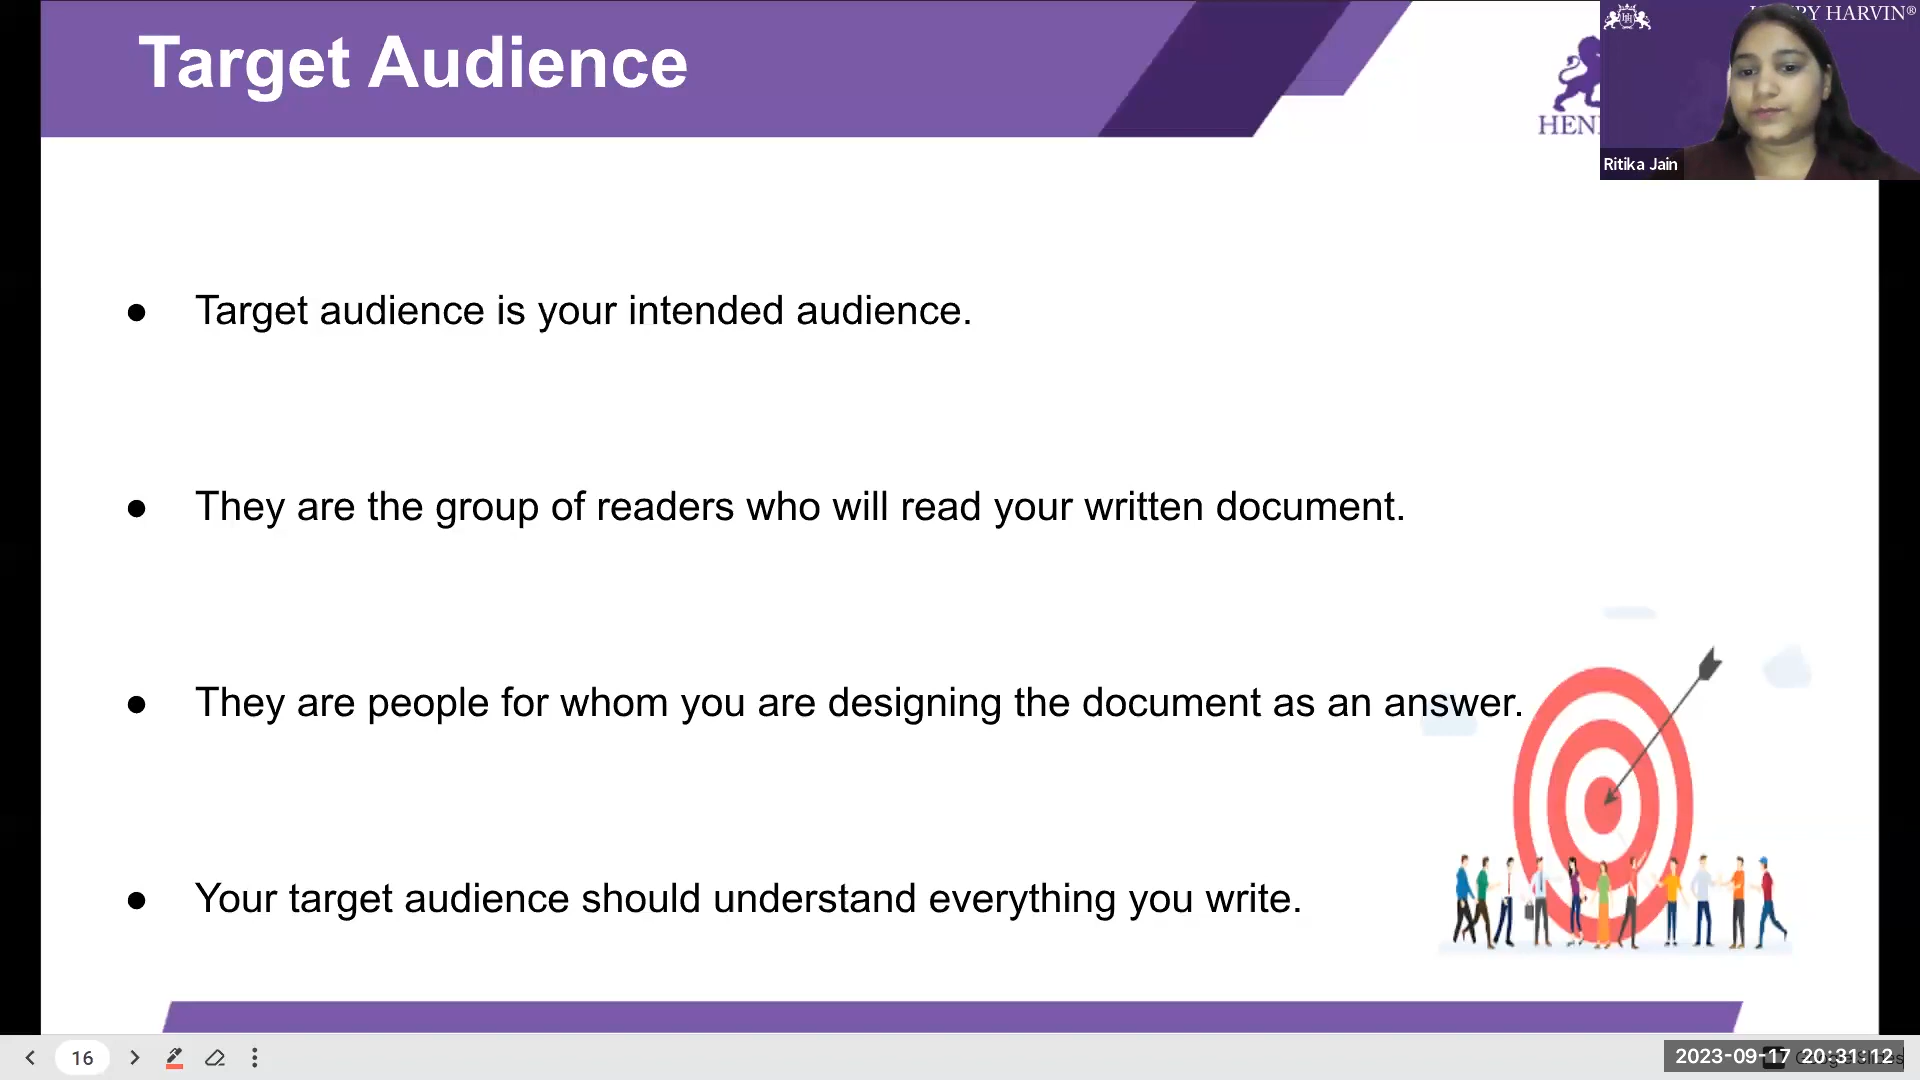 Target Audience
HARVIN®
HEN
Ritika Jain
● Target audience is your intended audience.
● They are the group of readers who will read your written document.
● They are people for whom you are designing the document as an answer.
● Your target audience should understand everything you write.
16
2023-09-17 20:31:12